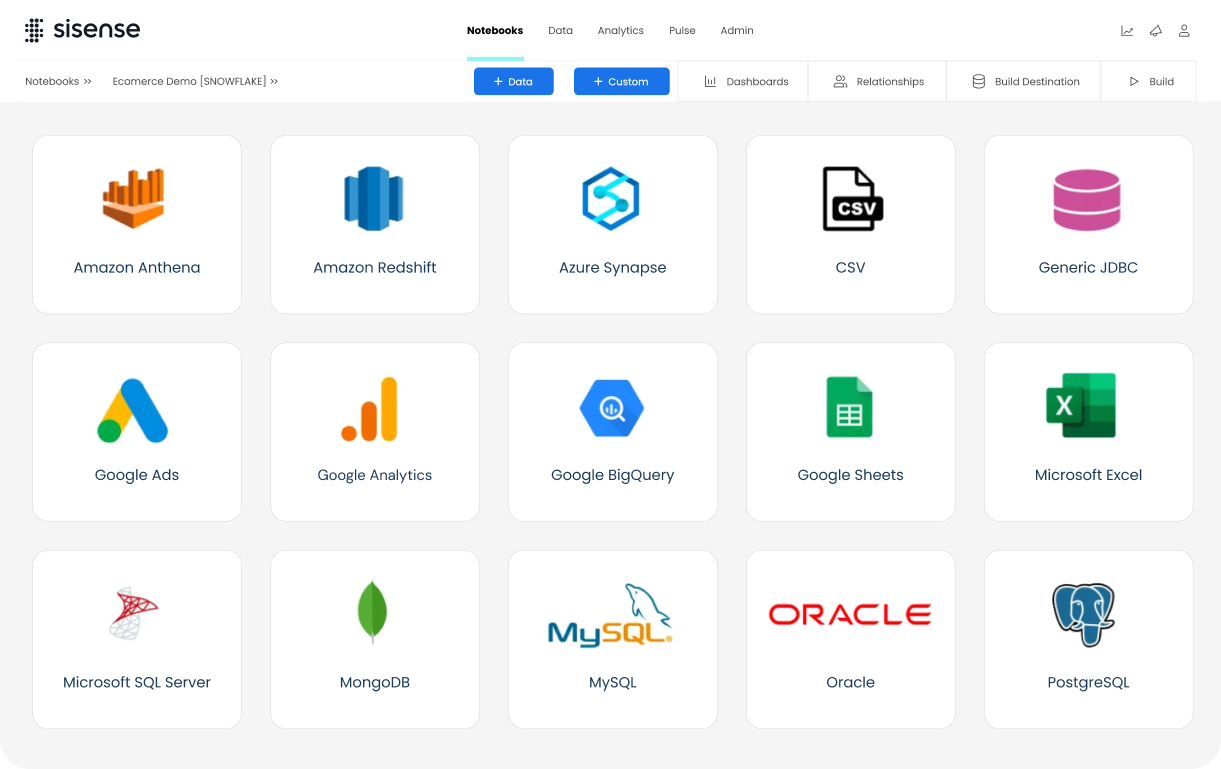 sisense
Notebooks Data Analytics Pulse Admin
Notebooks >> Ecomerce Demo [SNOWFLAKE] >> + Data + Custom Dashboards Relationships Build Destination Build
CSV
Amazon Anthena Amazon Redshift Azure Synapse CSV Generic JDBC
X
Google Ads Google Analytics Google BigQuery Google Sheets Microsoft Excel
MySQL® ORACLE
Microsoft SQL Server MongoDB MySQL Oracle PostgreSQL